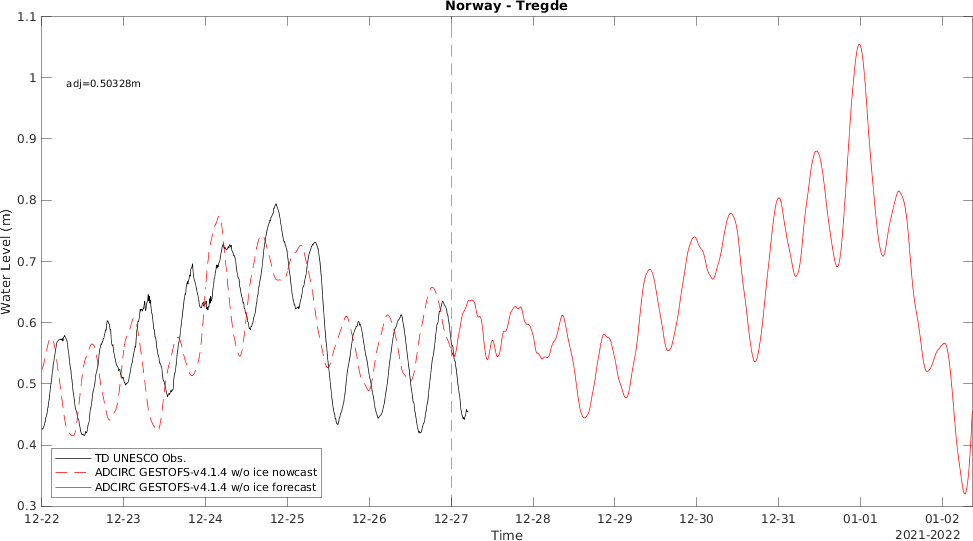 Norway - Tregde
1.1
1
0.9
0.8
0.7
0.6
0.5
0.4
0.3
Water Level (m)
adj=0.50328m
TD UNESCO Obs.
ADCIRC GESTOFS-v4.1.4 w/o ice nowcast
ADCIRC GESTOFS-v4.1.4 w/o ice forecast
12-22 12-23 12-24 12-25 12-26 12-27 12-28 12-29 12-30 12-31 01-01 01-02
Time
2021-2022